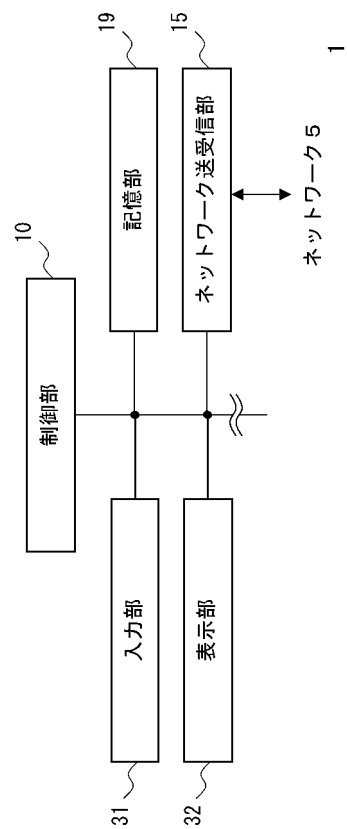 10
制御部
31
入力部
記憶部
19
32
表示部
ネットワーク送受信部
15
ネットワーク5
1